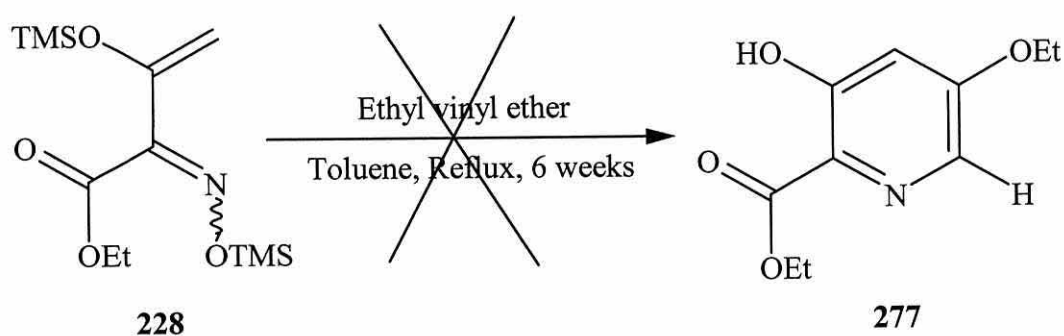 TMSO
O
OEt
N
OTMS
228
Ethyl vinyl ether
Toluene, Reflux, 6 weeks
HO
OEt
O
N
H
OEt
277